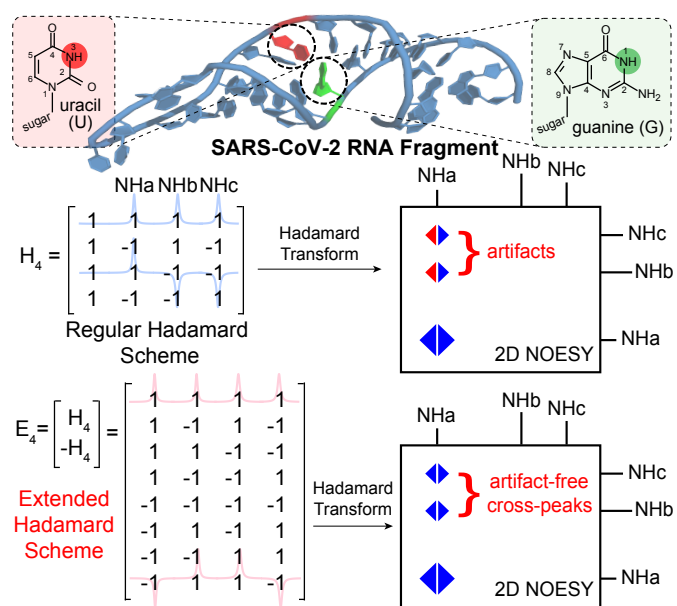 O
4
NH
3
5
6
2
N
1
O
sugar
uracil
(U)
O
7
N
6
5
NH
1
8
4
2
9
N
N
3
NH₂
sugar
guanine (G)
SARS-CoV-2 RNA Fragment
NHa NHb NHc
H₄ =
1 1 1 1
1 -1 1 -1
1 1 -1 -1
1 -1 -1 1
Regular Hadamard
Scheme
Hadamard
Transform
NHa
NHb
NHc
NHc
NHb
NHa
} artifacts
2D NOESY
E₄ = [H₄
-H₄] =
1 1 1 1
1 -1 1 -1
1 1 -1 -1
1 -1 -1 1
-1 -1 -1 -1
-1 1 -1 1
-1 -1 1 1
-1 1 1 -1
Extended
Hadamard
Scheme
Hadamard
Transform
NHa
NHb
NHc
NHc
NHb
NHa
} artifact-free
cross-peaks
2D NOESY